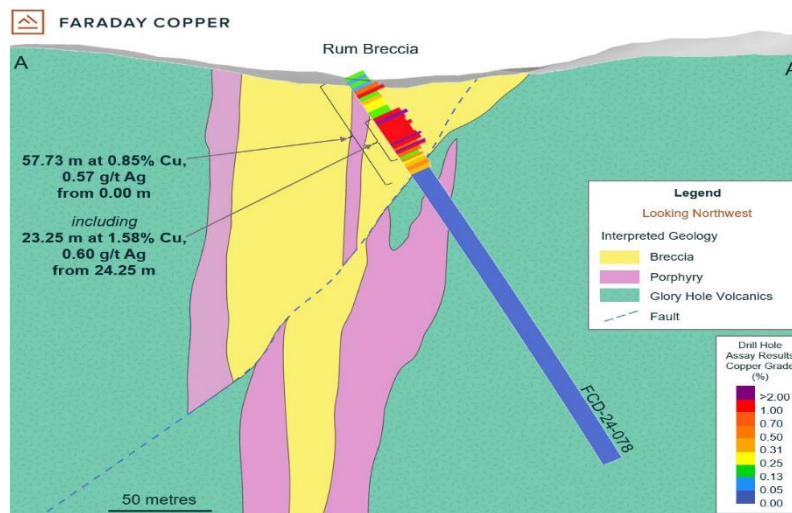 FARADAY COPPER
Rum Breccia
A
A
57.73 m at 0.85% Cu,
0.57 g/t Ag
from 0.00 m
including
23.25 m at 1.58% Cu,
0.60 g/t Ag
from 24.25 m
Legend
Looking Northwest
Interpreted Geology
Breccia
Porphyry
Glory Hole Volcanics
Fault
Drill Hole
Assay Results
Copper Grade
(%)
>2.00
1.00
0.70
0.50
0.31
0.25
0.13
0.05
0.00
FCD-24-078
50 metres